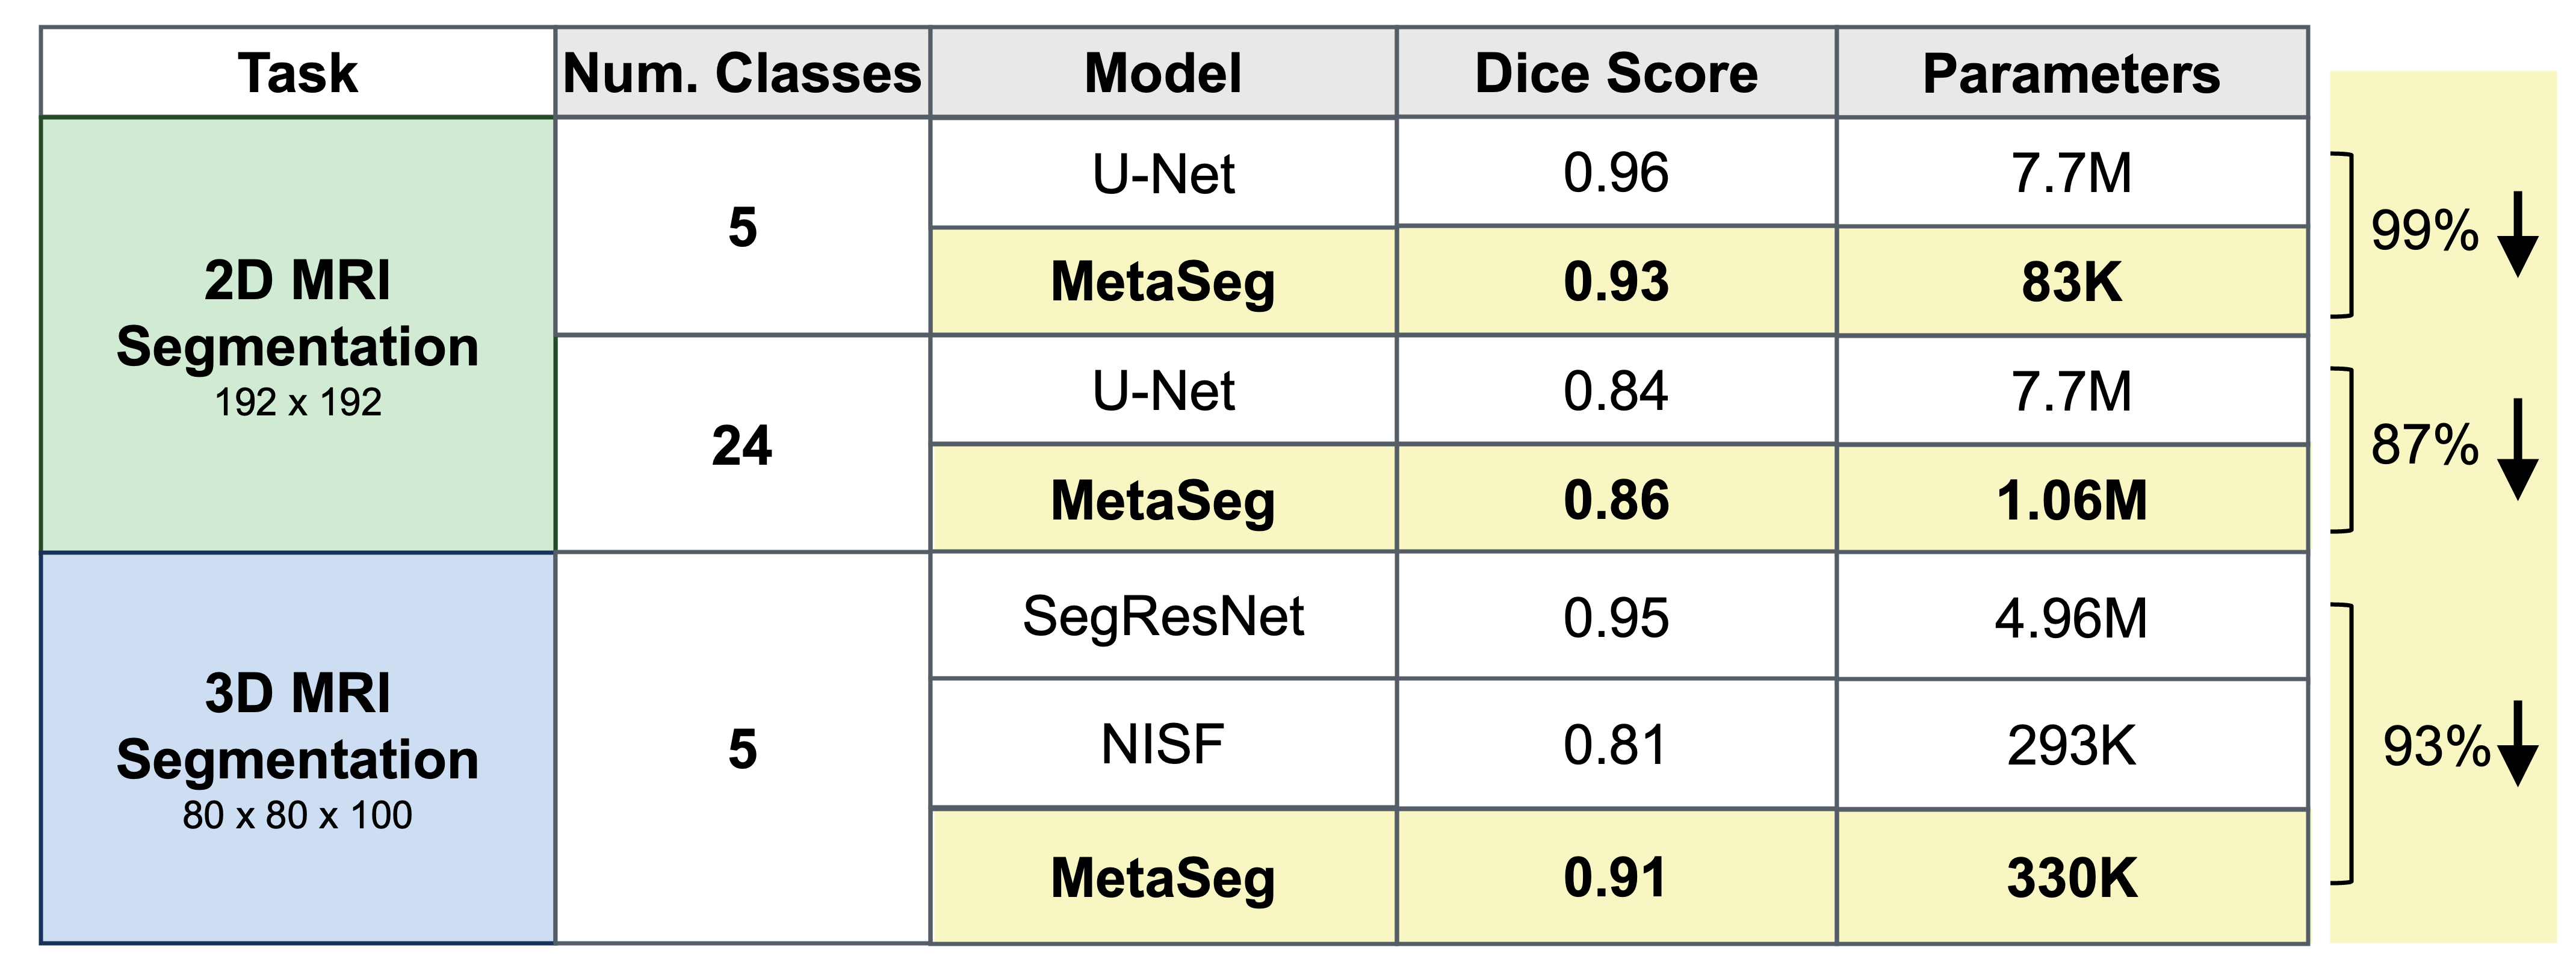 Task Num. Classes Model Dice Score Parameters
U-Net 0.96 7.7M
5
99%
MetaSeg 0.93 83K
2D MRI
Segmentation
192 x 192
U-Net 0.84 7.7M
24
87%
MetaSeg 0.86 1.06M
SegResNet 0.95 4.96M
3D MRI
Segmentation
80 x 80 x 100
5
NISF 0.81 293K
93%
MetaSeg 0.91 330K